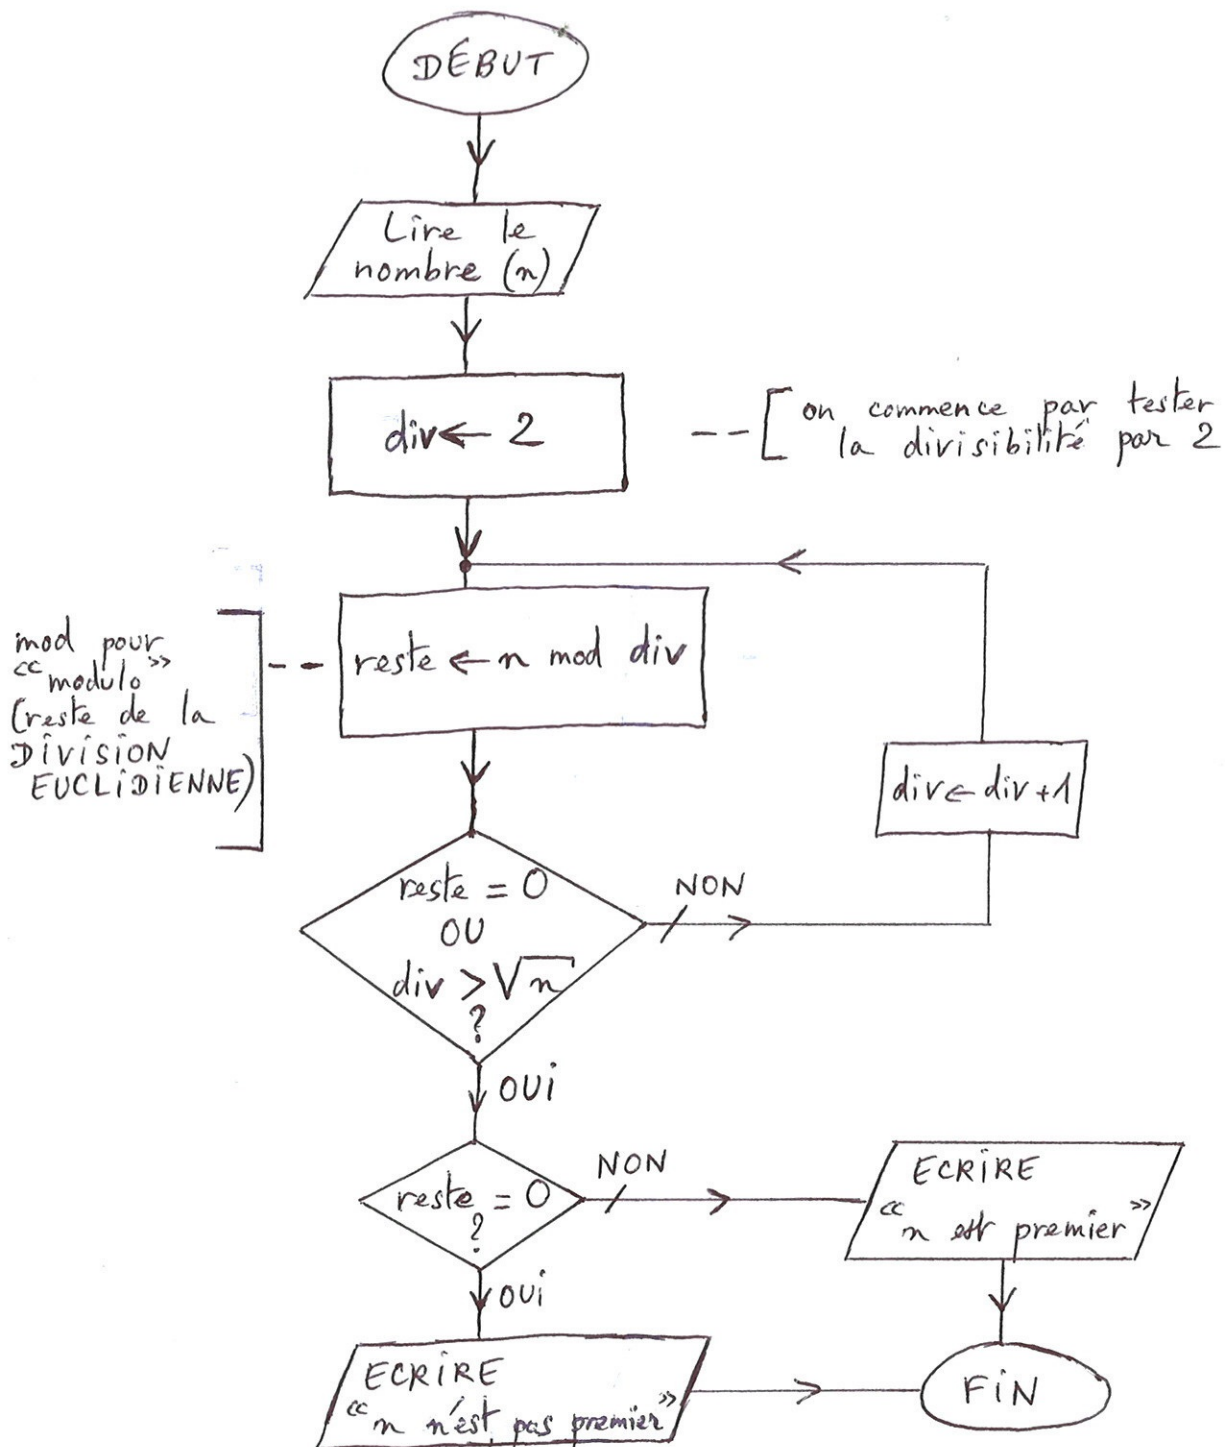 DÉBUT
Lire le
nombre (n)
div ← 2
on commence par tester
la divisibilité par 2
mod pour
“modulo”
(reste de la
DIVISION
EUCLIDIENNE)
reste ← n mod div
div ← div +1
reste = 0
OU
div > √n
?
NON
OUI
reste = 0
?
NON
ECRIRE
“n est premier”
OUI
ECRIRE
“n n'est pas premier”
FIN